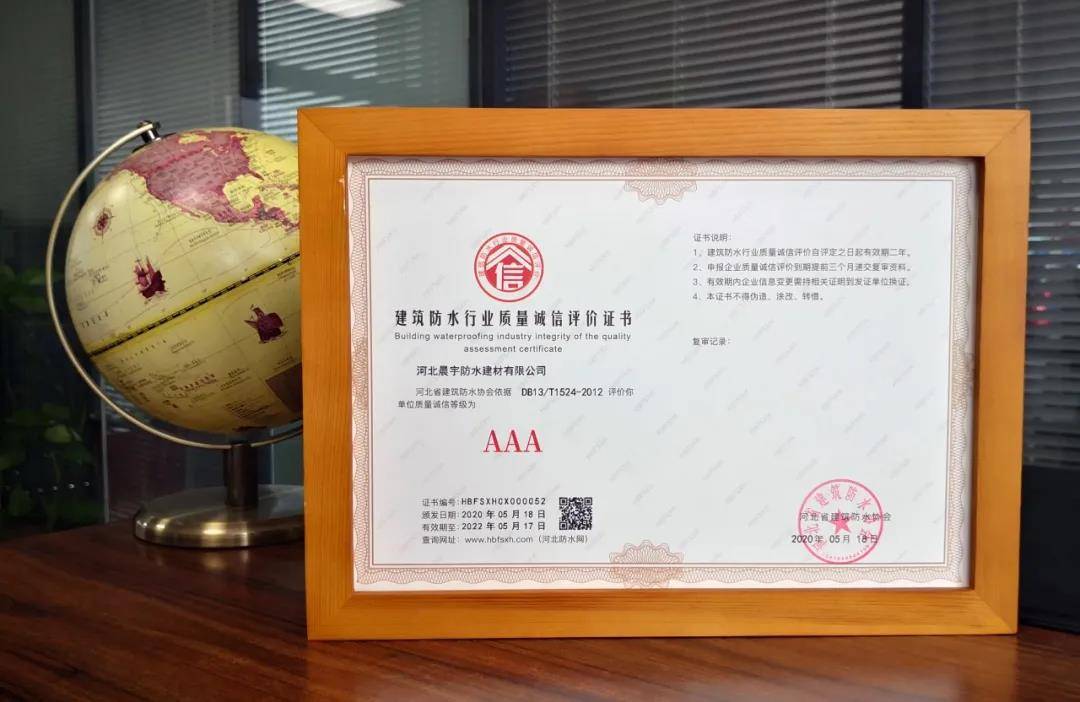 信
建筑防水行业质量诚信评价证书
Building waterproofing industry integrity of the quality
assessment certificate
河北晨宇防水建材有限公司
河北省建筑防水协会依据 DB13/T1524-2012 评价你
单位质量诚信等级为
AAA
证书编号:HBFSXHCX000052
颁发日期:2020 年 05 月 18 日
有效期至:2022 年 05 月 17 日
查询网址:www.hbfsxh.com(河北防水网)
证书说明:
1、建筑防水行业质量诚信评价自评定之日起有效期二年。
2、申报企业质量诚信评价到期提前三个月递交复审资料。
3、有效期内企业信息变更需持相关证明到发证单位换证。
4、本证书不得伪造、涂改、转借。
复审记录:
河北省建筑防水协会
2020年 05月 18日